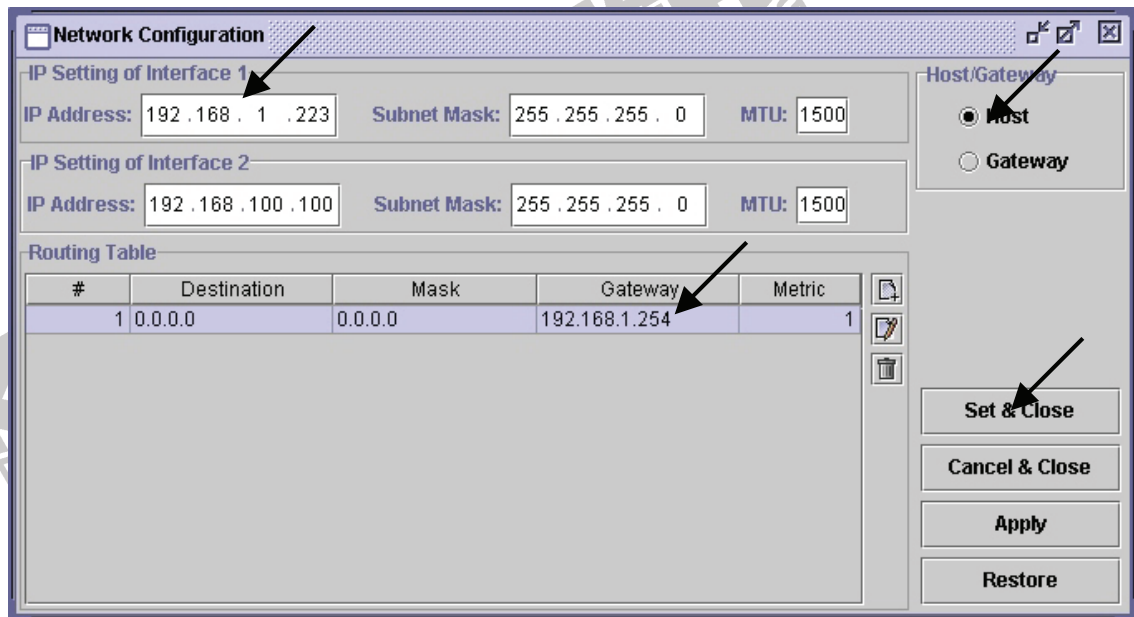 Network Configuration
IP Setting of Interface 1
IP Address: 192 . 168 . 1 . 223 Subnet Mask: 255 . 255 . 255 . 0 MTU: 1500
IP Setting of Interface 2
IP Address: 192 . 168 . 100 . 100 Subnet Mask: 255 . 255 . 255 . 0 MTU: 1500
Host/Gateway
Host
Gateway
Routing Table
# Destination Mask Gateway Metric
1 0.0.0.0 0.0.0.0 192.168.1.254 1
Set & Close
Cancel & Close
Apply
Restore